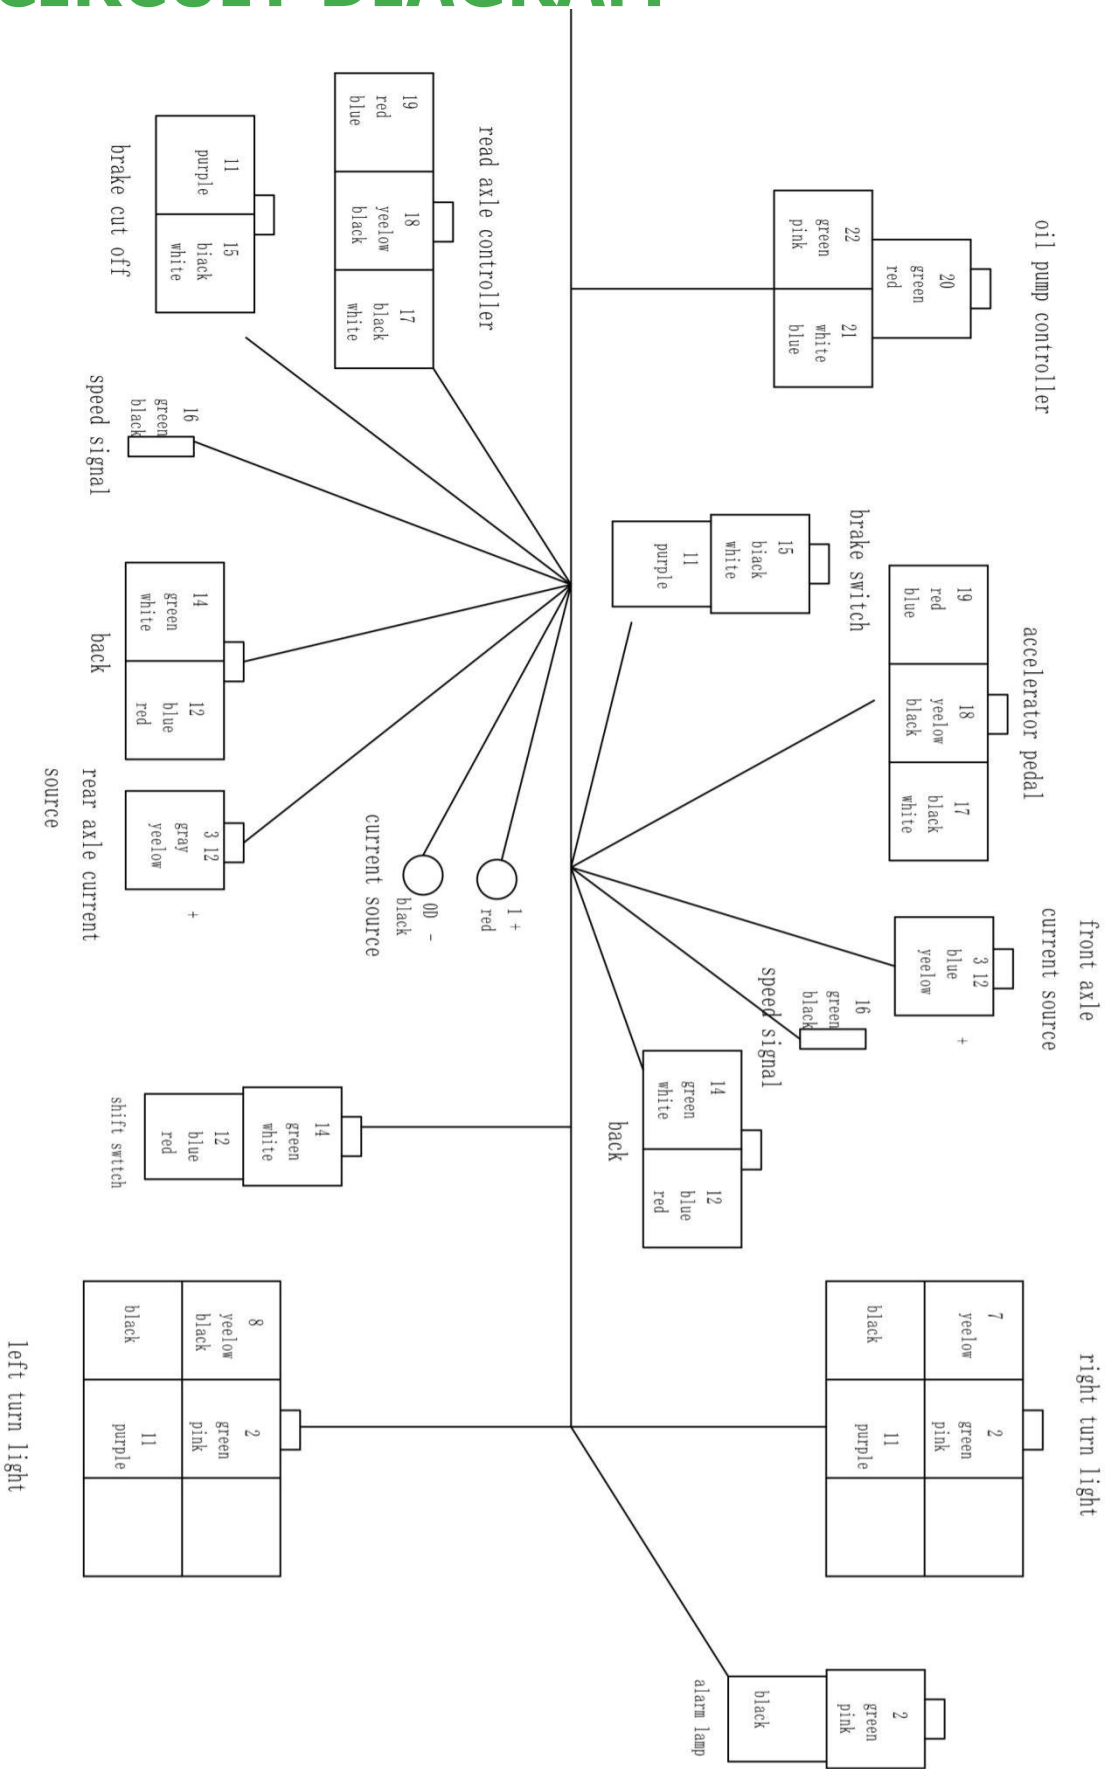 CIRCUIT DIAGRAM
oil pump controller
20
green
red
22
green
pink
21
white
blue
read axle controller
19
red
blue
18
yeelow
black
17
black
white
11
purple
15
biack
white
brake cut off
16
green
black
speed signal
brake switch
15
biack
white
11
purple
accelerator pedal
19
red
blue
18
yeelow
black
17
black
white
14
green
white
12
blue
red
back
3 12
gray
yeelow
+
rear axle current
source
1 +
red
0D -
black
current source
front axle
current source
3 12
blue
yeelow
+
16
green
black
speed signal
14
green
white
12
blue
red
back
14
green
white
12
blue
red
shift swttch
right turn light
7
yeelow
2
green
pink
black
11
purple
8
yeelow
black
2
green
pink
black
11
purple
left turn light
2
green
pink
black
alarm lamp